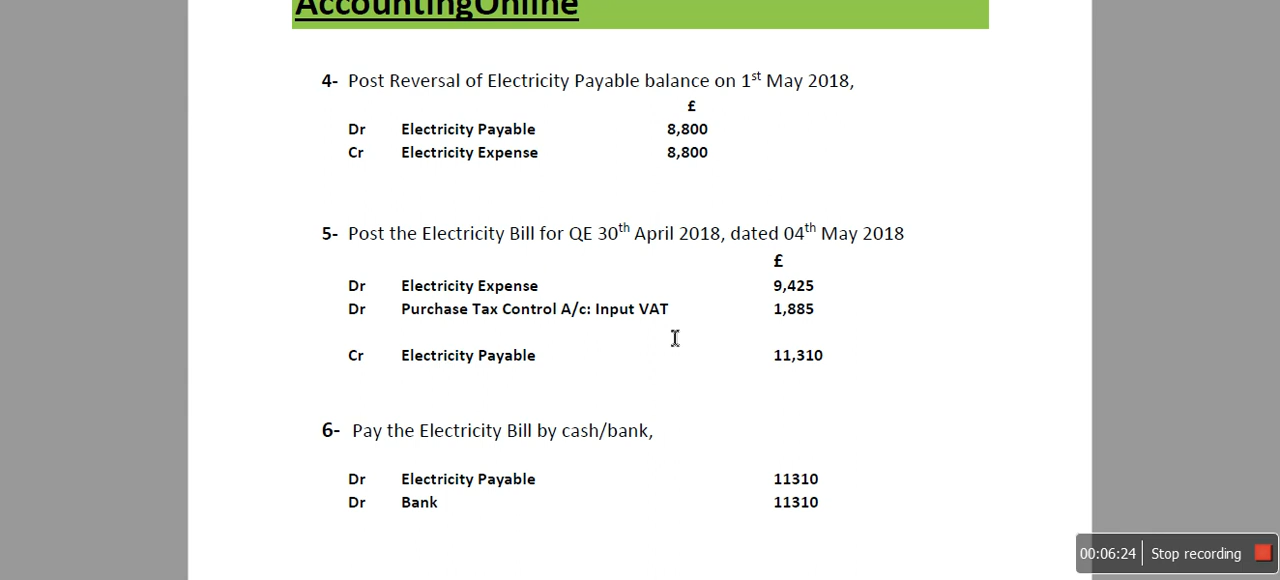 AccountingOnline
4- Post Reversal of Electricity Payable balance on 1st May 2018,
£
Dr Electricity Payable 8,800
Cr Electricity Expense 8,800
5- Post the Electricity Bill for QE 30th April 2018, dated 04th May 2018
£
Dr Electricity Expense 9,425
Dr Purchase Tax Control A/c: Input VAT 1,885
Cr Electricity Payable 11,310
6- Pay the Electricity Bill by cash/bank,
Dr Electricity Payable 11310
Dr Bank 11310
00:06:24 Stop recording